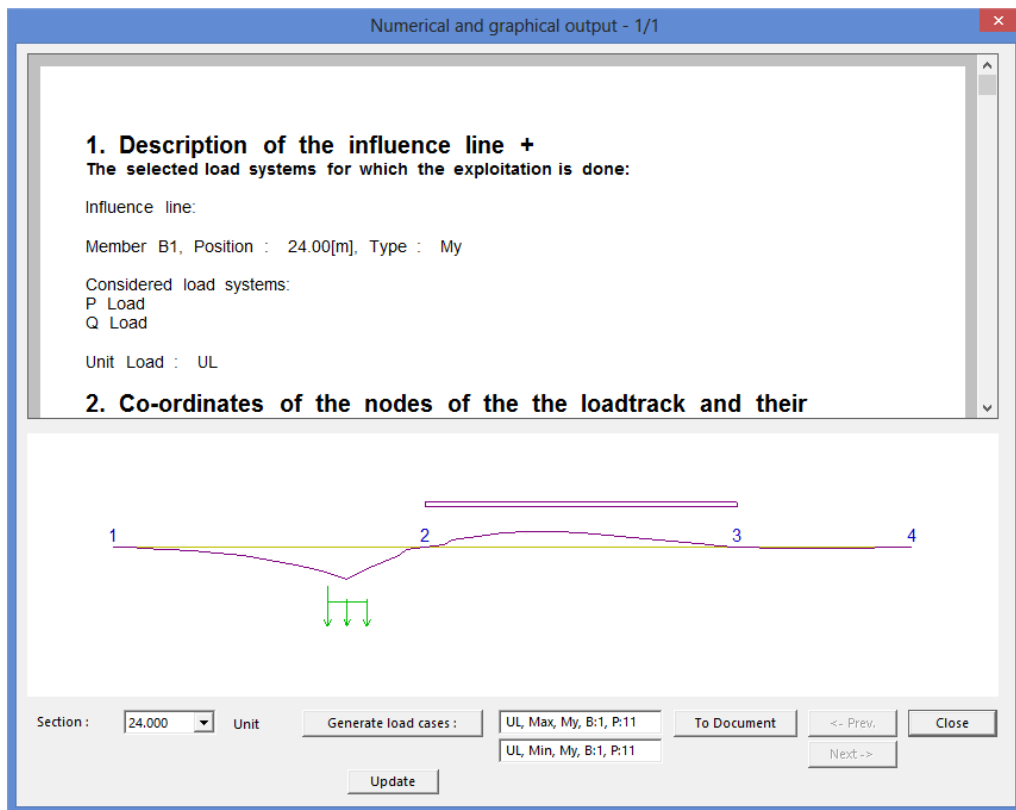 Numerical and graphical output - 1/1
1. Description of the influence line +
The selected load systems for which the exploitation is done:
Influence line:
Member B1, Position : 24.00[m], Type : My
Considered load systems:
P Load
Q Load
Unit Load : UL
2. Co-ordinates of the nodes of the the loadtrack and their
1 2 3 4
Section : 24.000 Unit Generate load cases : UL, Max, My, B:1, P:11 To Document <- Prev. Close
UL, Min, My, B:1, P:11 Next ->
Update